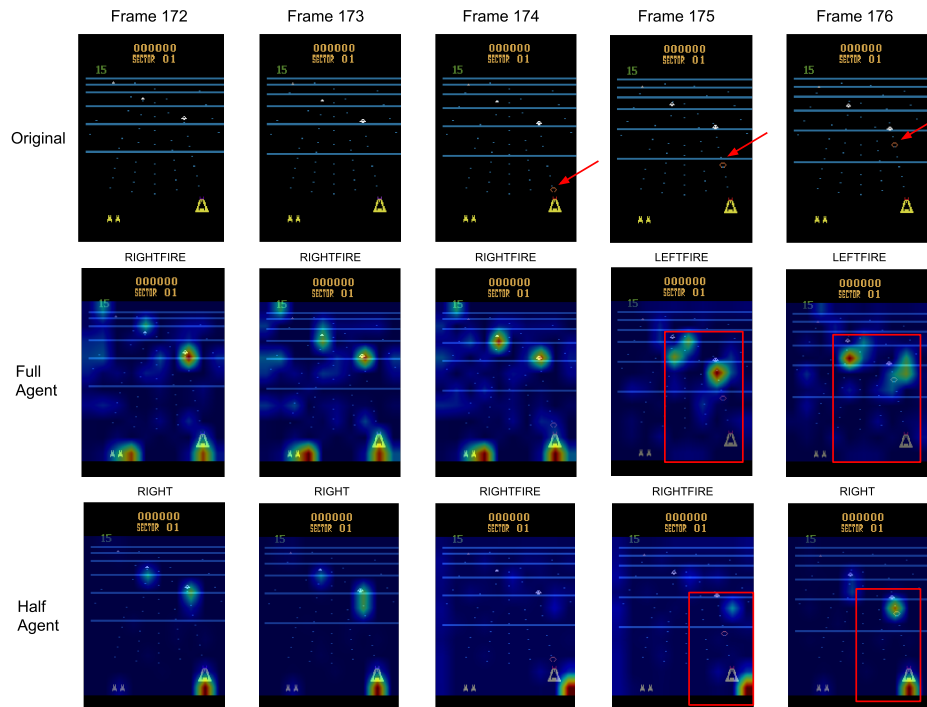 Frame 172 Frame 173 Frame 174 Frame 175 Frame 176
Original
000000 000000 000000 000000 000000
SECTOR 01 SECTOR 01 SECTOR 01 SECTOR 01 SECTOR 01
15 15 15 15 15
RIGHTFIRE RIGHTFIRE RIGHTFIRE LEFTFIRE LEFTFIRE
Full
Agent
000000 000000 000000 000000 000000
SECTOR 01 SECTOR 01 SECTOR 01 SECTOR 01 SECTOR 01
15 15 15 15 15
RIGHT RIGHT RIGHTFIRE RIGHTFIRE RIGHT
Half
Agent
000000 000000 000000 000000 000000
SECTOR 01 SECTOR 01 SECTOR 01 SECTOR 01 SECTOR 01
15 15 15 15 15